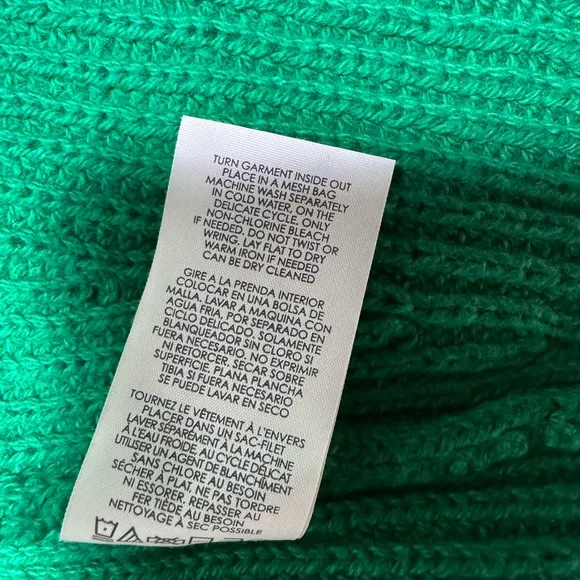 TURN GARMENT INSIDE OUT
PLACE IN A MESH BAG
MACHINE WASH SEPARATELY
IN COLD WATER, ON THE
DELICATE CYCLE. ONLY
NON-CHLORINE BLEACH
IF NEEDED. DO NOT TWIST OR
WRING. LAY FLAT TO DRY
WARM IRON IF NEEDED
CAN BE DRY CLEANED
GIRE A LA PRENDA INTERIOR
COLOCAR EN UNA BOLSA DE
MALLA. LAVAR A MAQUINA CON
AGUA FRIA, POR SEPARADO EN
CICLO DELICADO. SOLAMENTE
BLANQUEADOR SIN CLORO SI
FUERA NECESARIO. NO EXPRIMIR
NI RETORCER. SECAR SOBRE
SUPERFICIE. PLANA PLANCHA
TIBIA SI FUERA NECESARIO
SE PUEDE LAVAR EN SECO
TOURNEZ LE VÊTEMENT À L'ENVERS
PLACER DANS UN SAC-FILET
LAVER SÉPARÉMENT À LA MACHINE
À L'EAU FROIDE AU CYCLE DÉLICAT
UTILISER UN AGENT DE BLANCHÎMENT
SANS CHLORE AU BESOIN
SÉCHER À PLAT, NE PAS TORDRE
NI ESSORER. REPASSER AU
FER TIÈDE AU BESOIN
NETTOYAGE À SEC POSSIBLE